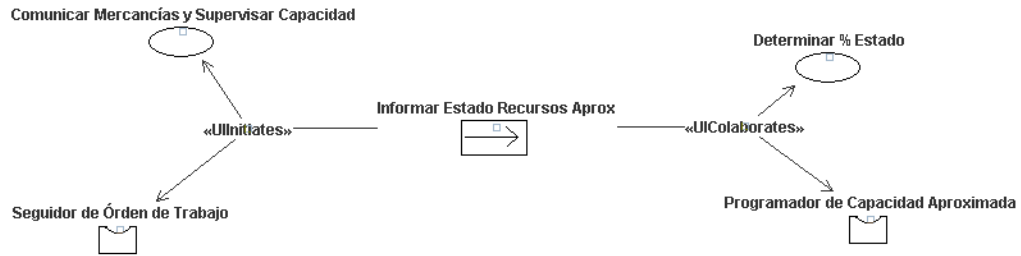 Comunicar Mercancías y Supervisar Capacidad
Determinar % Estado
Informar Estado Recursos Aprox
«UIInitiates»
«UIColaborates»
Seguidor de Órden de Trabajo
Programador de Capacidad Aproximada